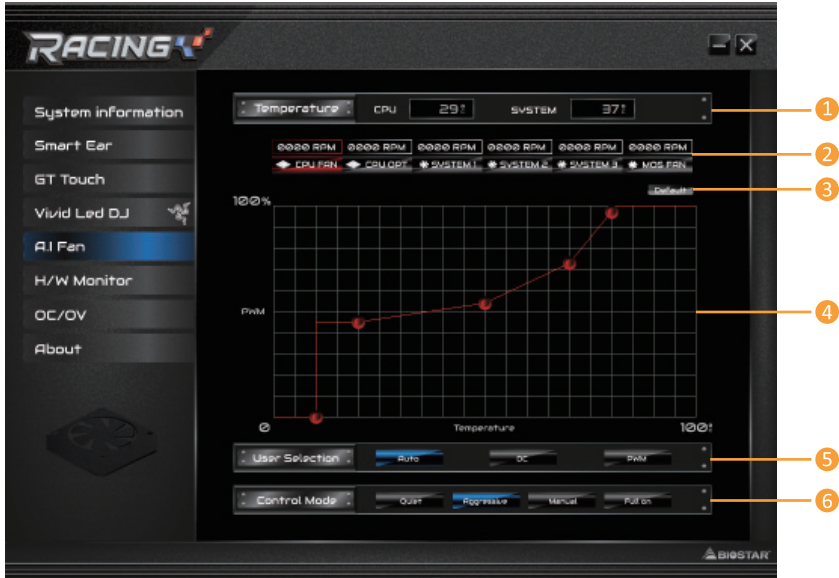 RACING
System information
Smart Ear
GT Touch
Vivid Led DJ
A.I Fan
H/W Monitor
OC/OV
About
Temperature CPU 29 SYSTEM 37 1
0000 RPM 0000 RPM 0000 RPM 0000 RPM 0000 RPM 0000 RPM 2
CPU FAN CPU OPT SYSTEM 1 SYSTEM 2 SYSTEM 3 MOS FAN
Default 3
100%
PWM 4
0 Temperature 100
User Selection Auto DC PWM 5
Control Mode Quiet Aggressive Manual Full on 6
BIOSTAR